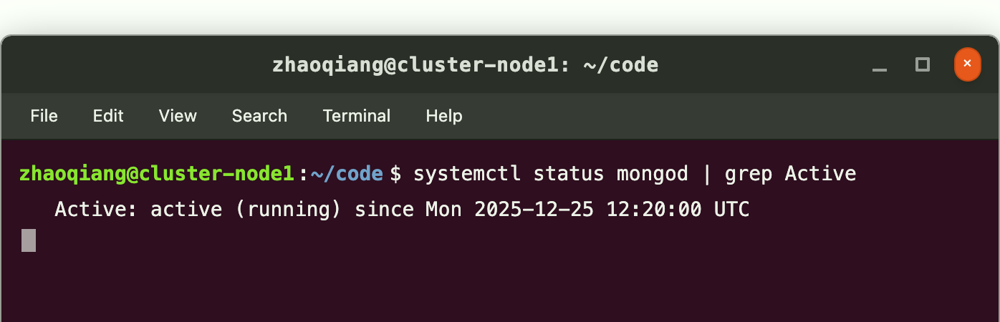 zhaoqiang@cluster-node1: ~/code
×
File Edit View Search Terminal Help
zhaoqiang@cluster-node1:~/code$ systemctl status mongod | grep Active
Active: active (running) since Mon 2025-12-25 12:20:00 UTC